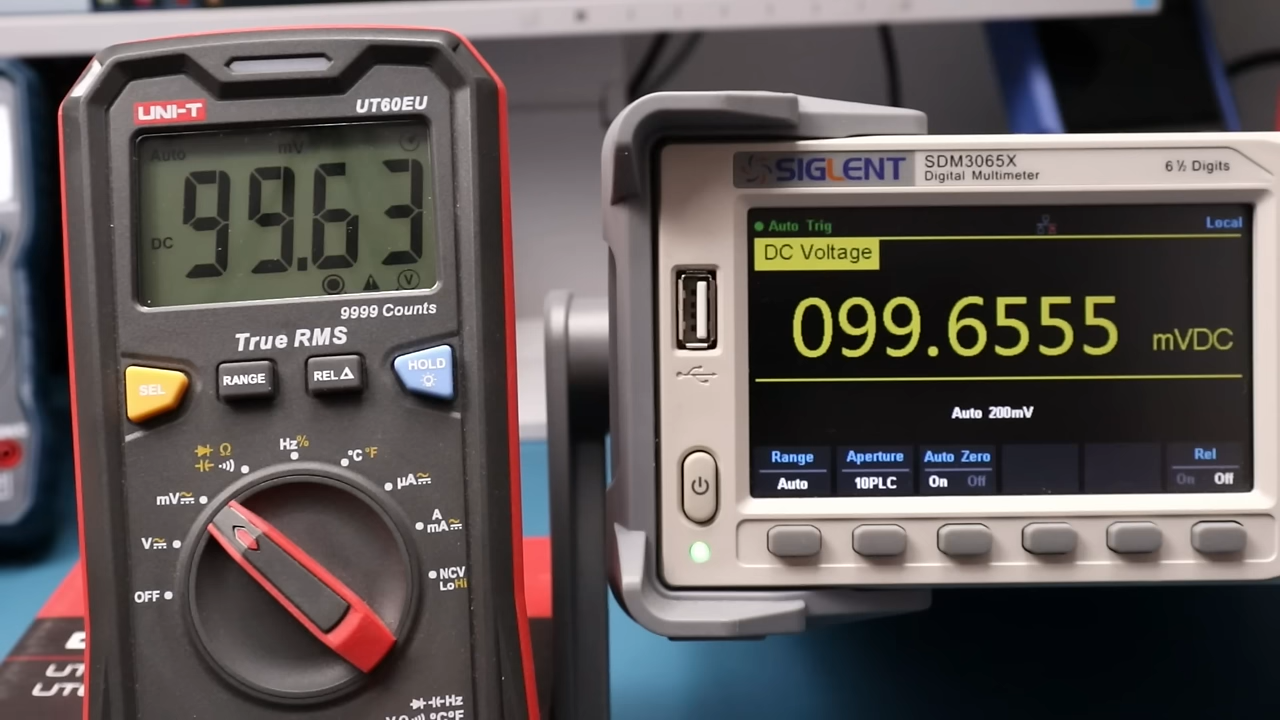 UNI-T
UT60EU
Auto
mV
DC
99.63
V
9999 Counts
True RMS
SEL
RANGE
REL△
HOLD
Ω
Hz%
°C °F
mV
μA
V
A
mA
OFF
NCV
LoHi
Hz
°C°F
SIGLENT
SDM3065X
Digital Multimeter
6½ Digits
Auto Trig
Local
DC Voltage
099.6555 mVDC
Auto 200mV
Range
Auto
Aperture
10PLC
Auto Zero
On Off
Rel
On Off